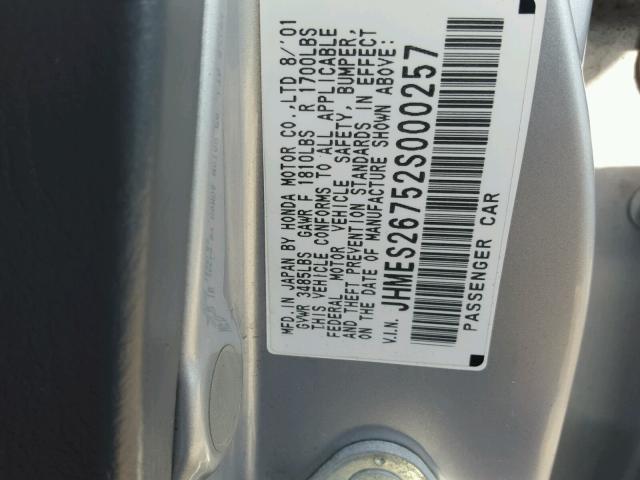 MFD. IN JAPAN BY HONDA MOTOR CO.,LTD 8/'01
GVWR 3485LBS GAWR F 1810LBS R 1700LBS
THIS VEHICLE CONFORMS TO ALL APPLICABLE
FEDERAL MOTOR VEHICLE SAFETY, BUMPER,
AND THEFT PREVENTION STANDARDS IN EFFECT
ON THE DATE OF MANUFACTURE SHOWN ABOVE:
V.I.N. JHMES26752S000257
PASSENGER CAR